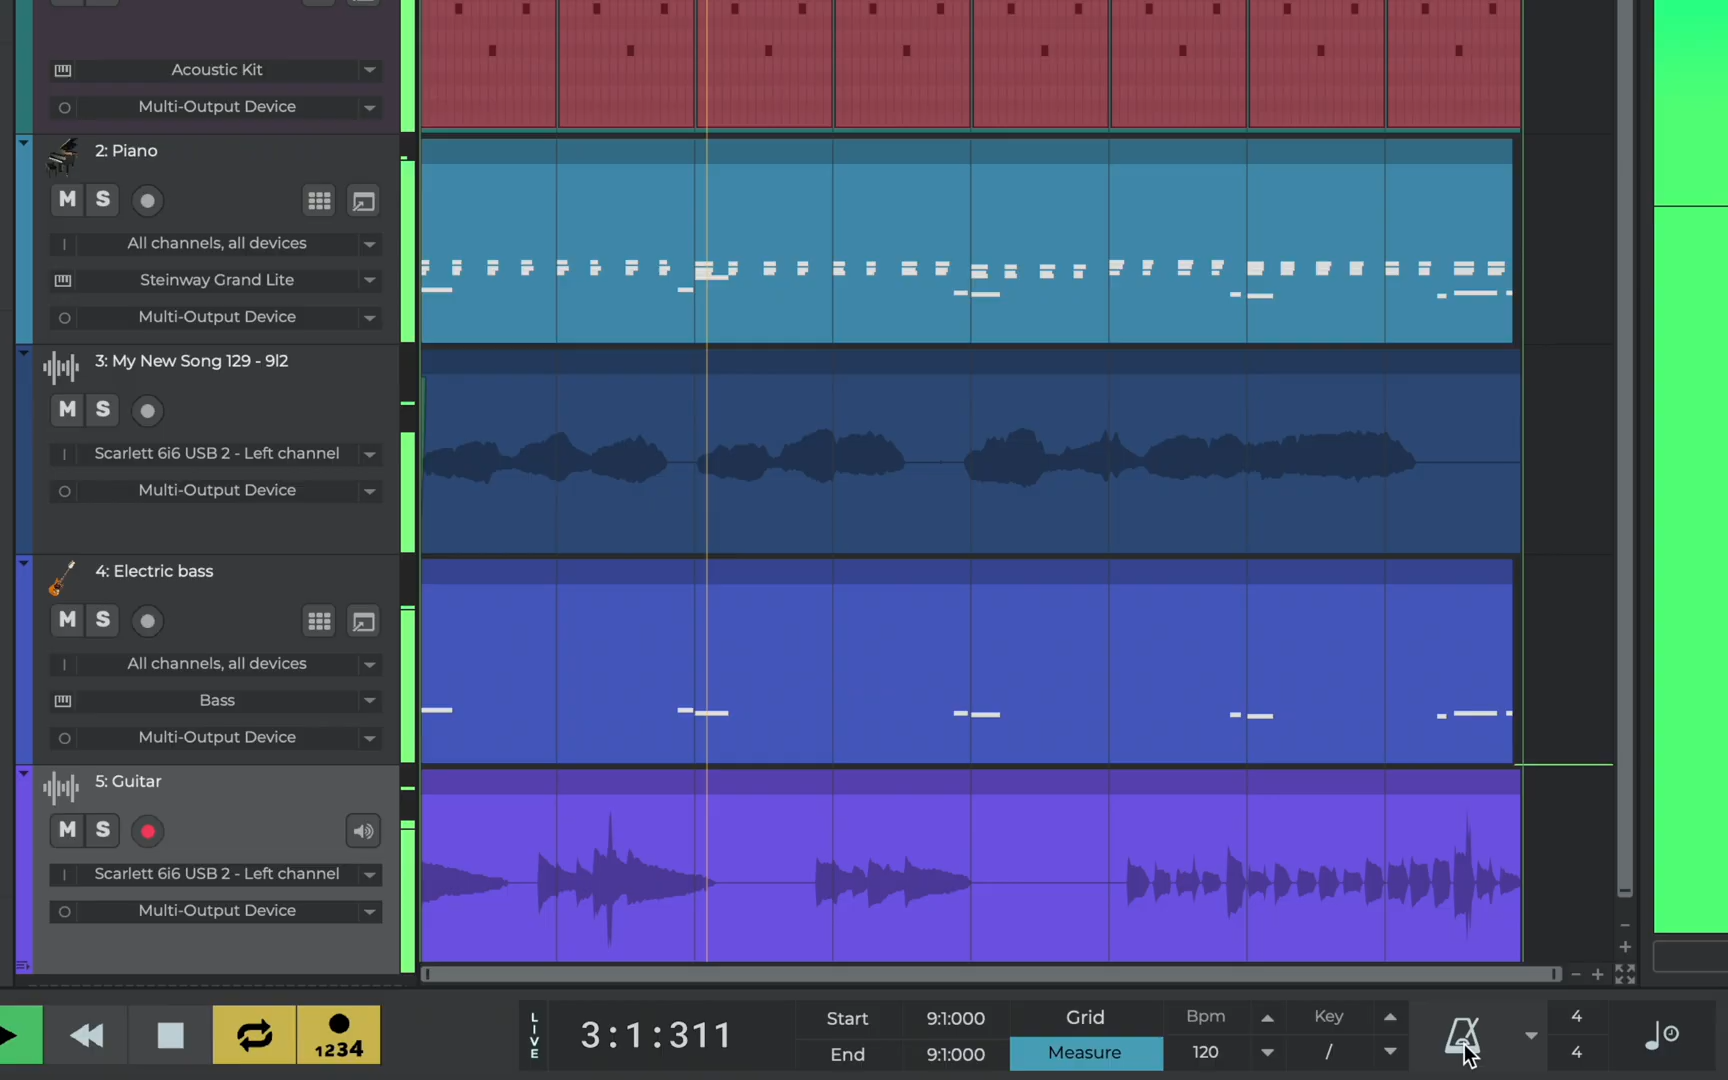 Acoustic Kit
Multi-Output Device
2: Piano
M S
All channels, all devices
Steinway Grand Lite
Multi-Output Device
3: My New Song 129 - 9l2
M S
Scarlett 6i6 USB 2 - Left channel
Multi-Output Device
4: Electric bass
M S
All channels, all devices
Bass
Multi-Output Device
5: Guitar
M S
Scarlett 6i6 USB 2 - Left channel
Multi-Output Device
1234
LIVE
3:1:311
Start 9:1:000
End 9:1:000
Grid
Measure
Bpm
120
Key
/
4
4